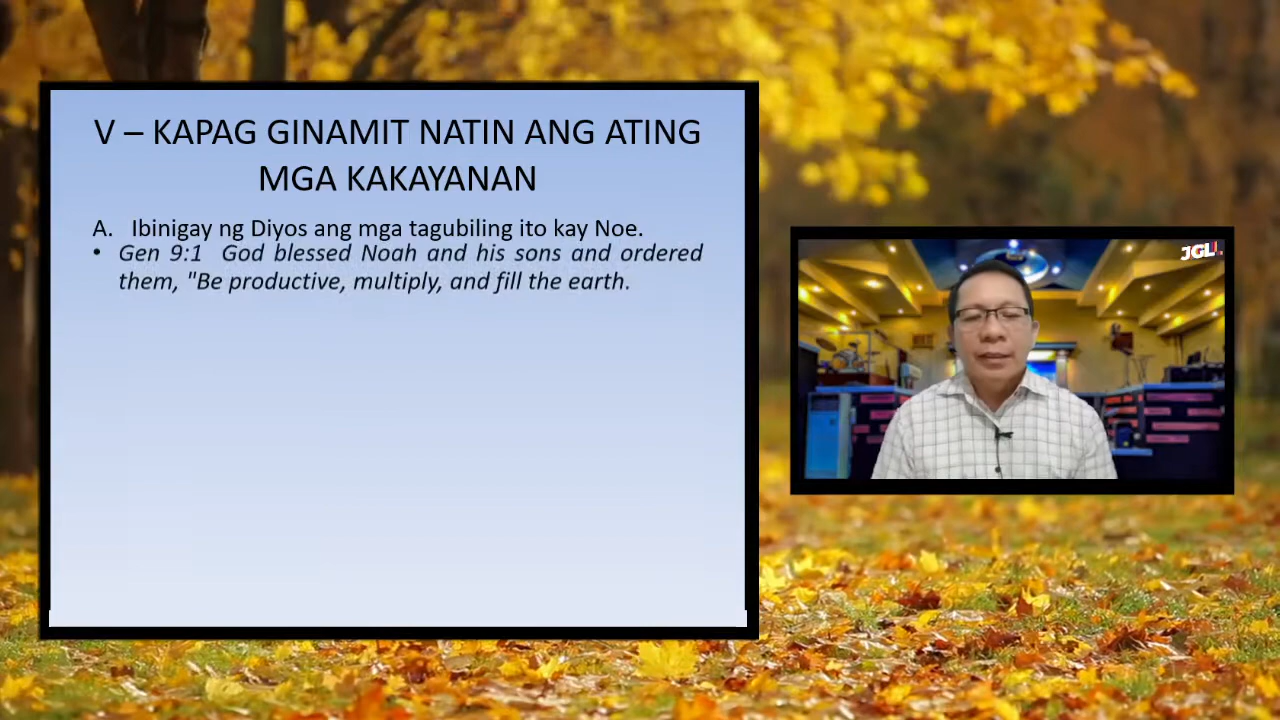 V – KAPAG GINAMIT NATIN ANG ATING
MGA KAKAYANAN
A. Ibinigay ng Diyos ang mga tagubiling ito kay Noe.
• Gen 9:1 God blessed Noah and his sons and ordered
them, "Be productive, multiply, and fill the earth.
JGL